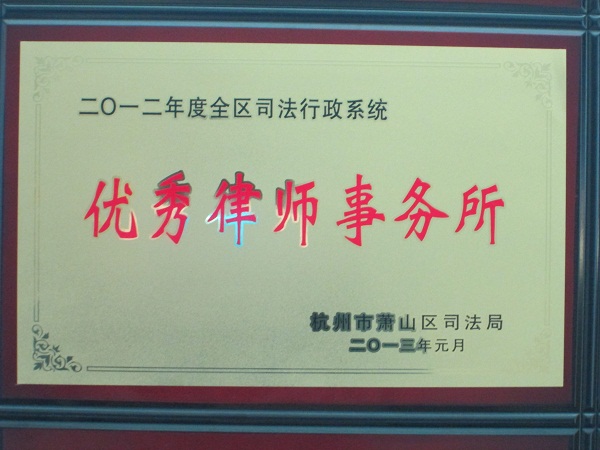 二〇一二年度全区司法行政系统
优秀律师事务所
杭州市萧山区司法局
二〇一三年元月